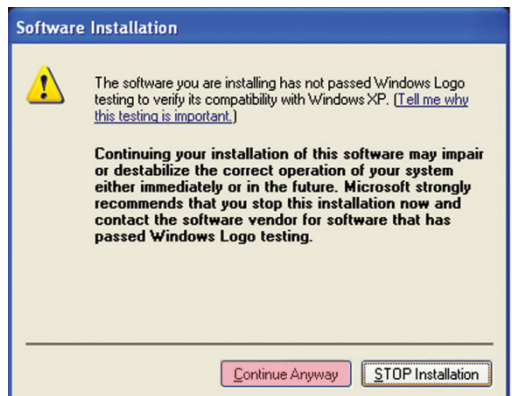 Software Installation
The software you are installing has not passed Windows Logo
testing to verify its compatibility with Windows XP. (Tell me why
this testing is important.)
Continuing your installation of this software may impair
or destabilize the correct operation of your system
either immediately or in the future. Microsoft strongly
recommends that you stop this installation now and
contact the software vendor for software that has
passed Windows Logo testing.
Continue Anyway STOP Installation